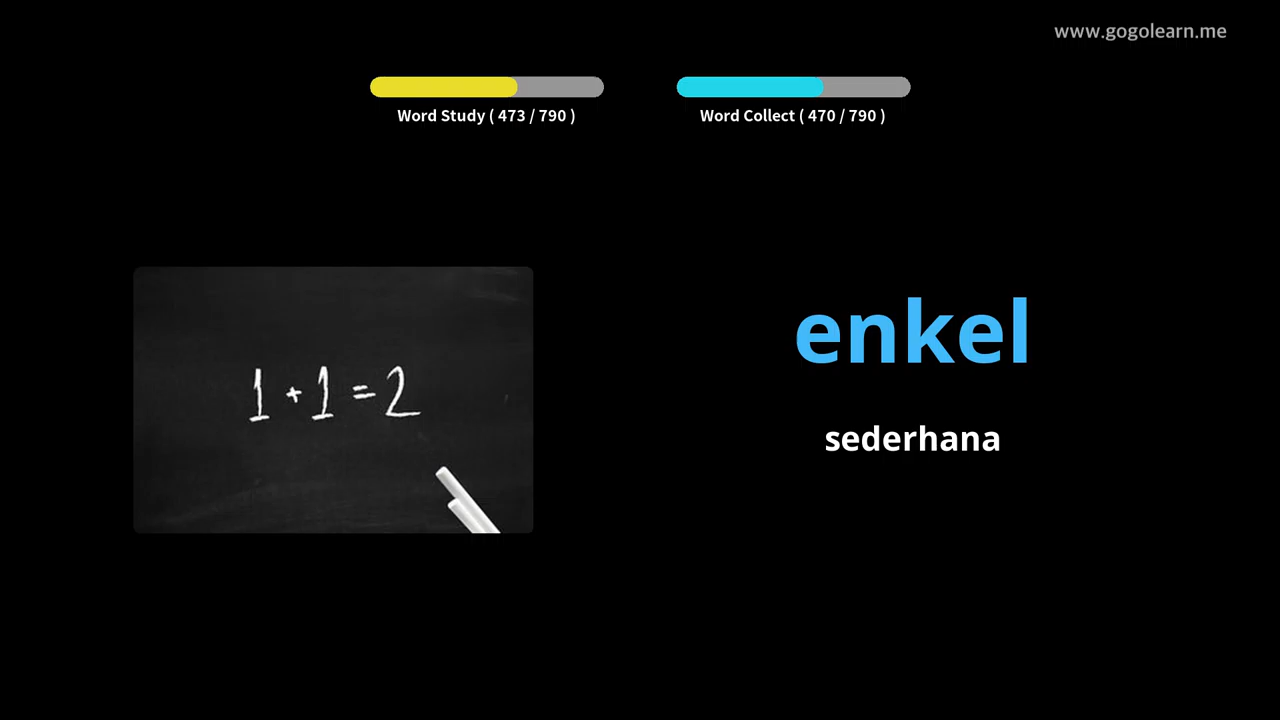 www.gogolearn.me
Word Study ( 473 / 790 )
Word Collect ( 470 / 790 )
1 + 1 = 2
enkel
sederhana